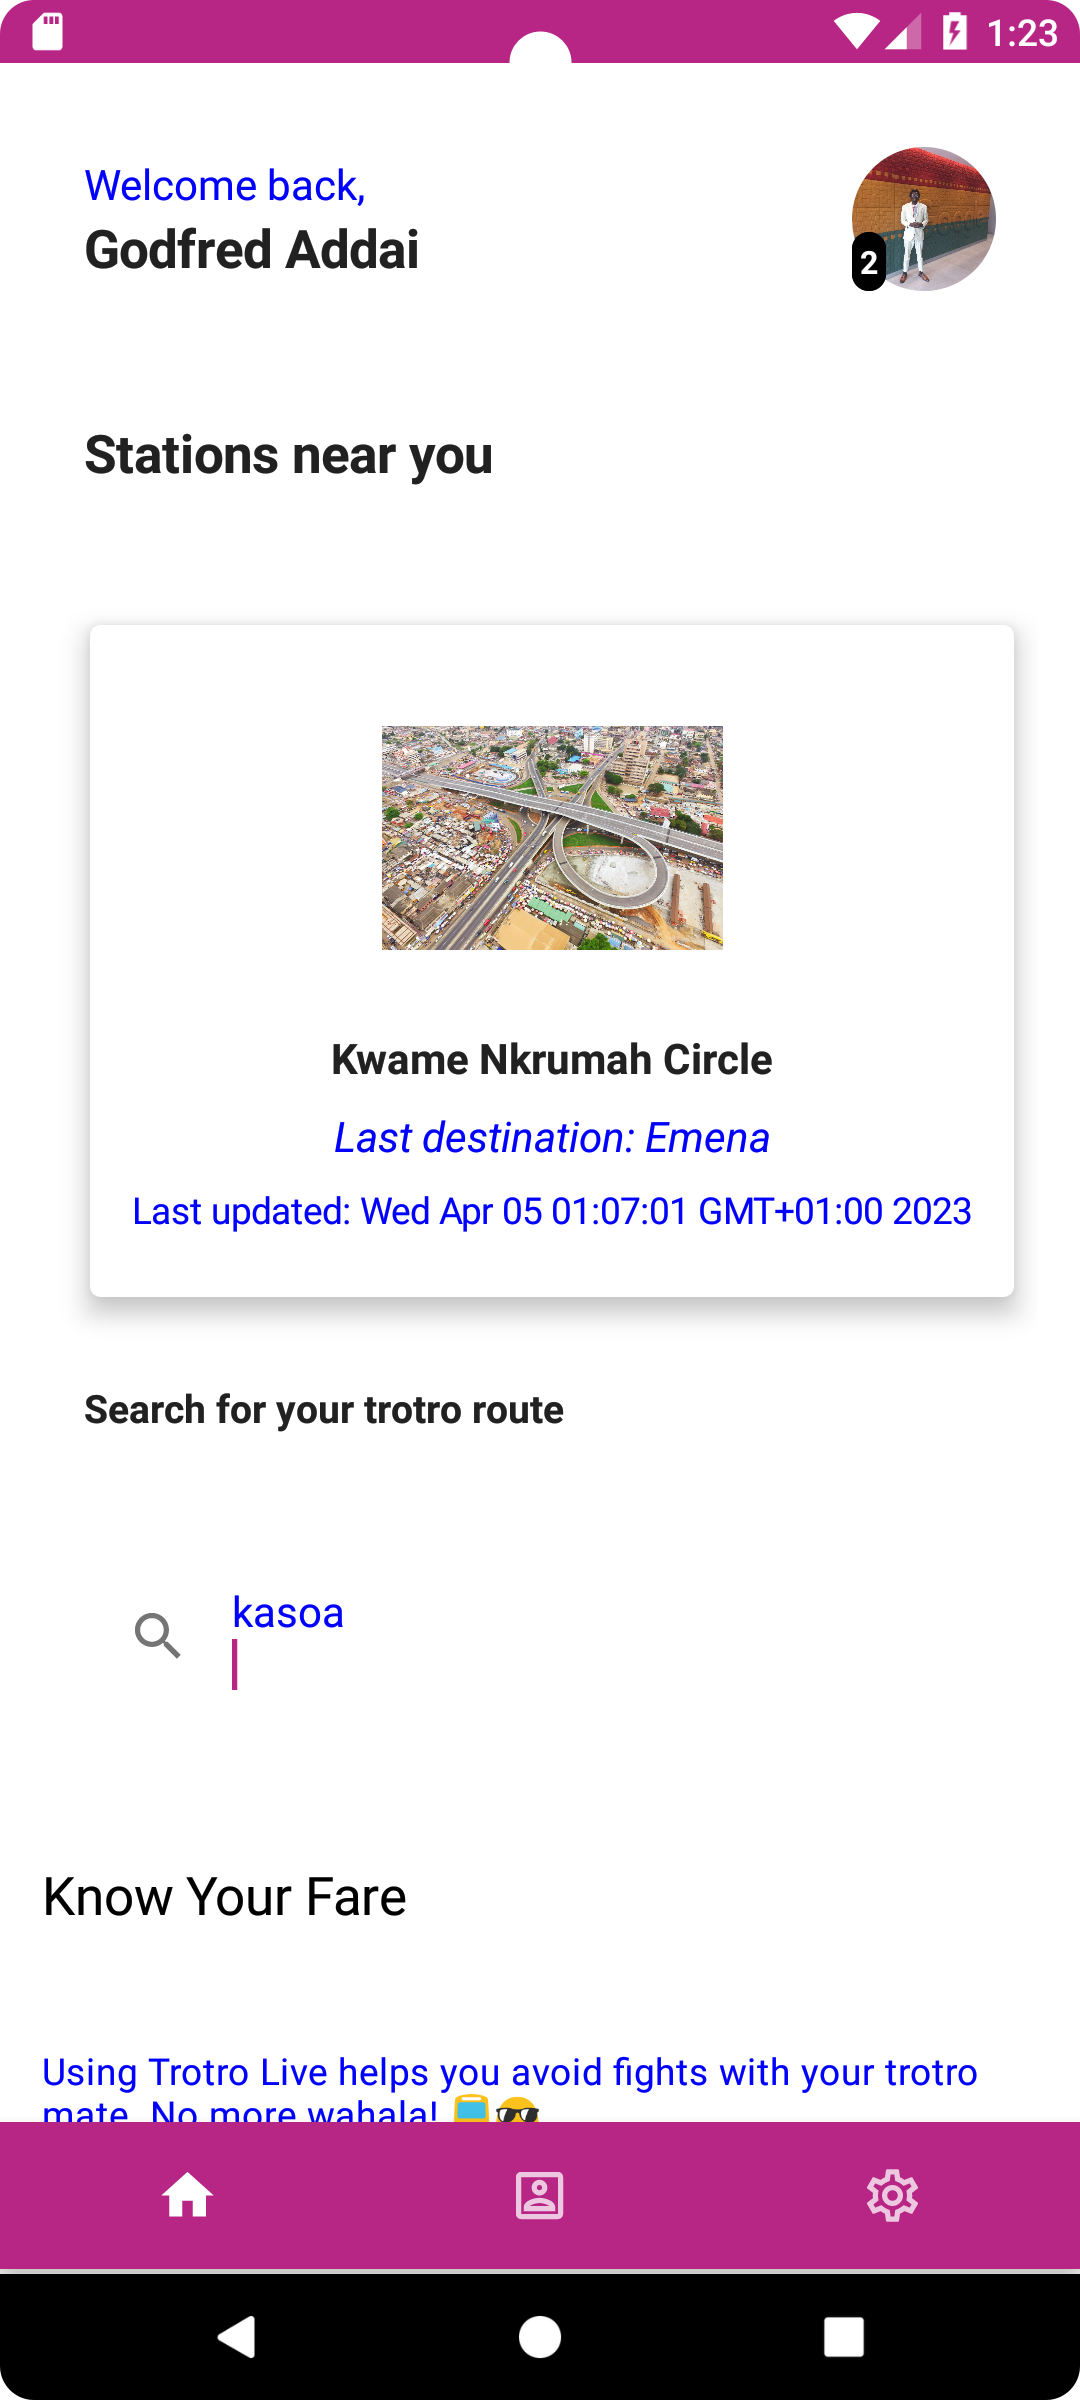 1:23
Welcome back,
Godfred Addai
2
Stations near you
Kwame Nkrumah Circle
Last destination: Emena
Last updated: Wed Apr 05 01:07:01 GMT+01:00 2023
Search for your trotro route
kasoa
Know Your Fare
Using Trotro Live helps you avoid fights with your trotro
mate. No more wahala!